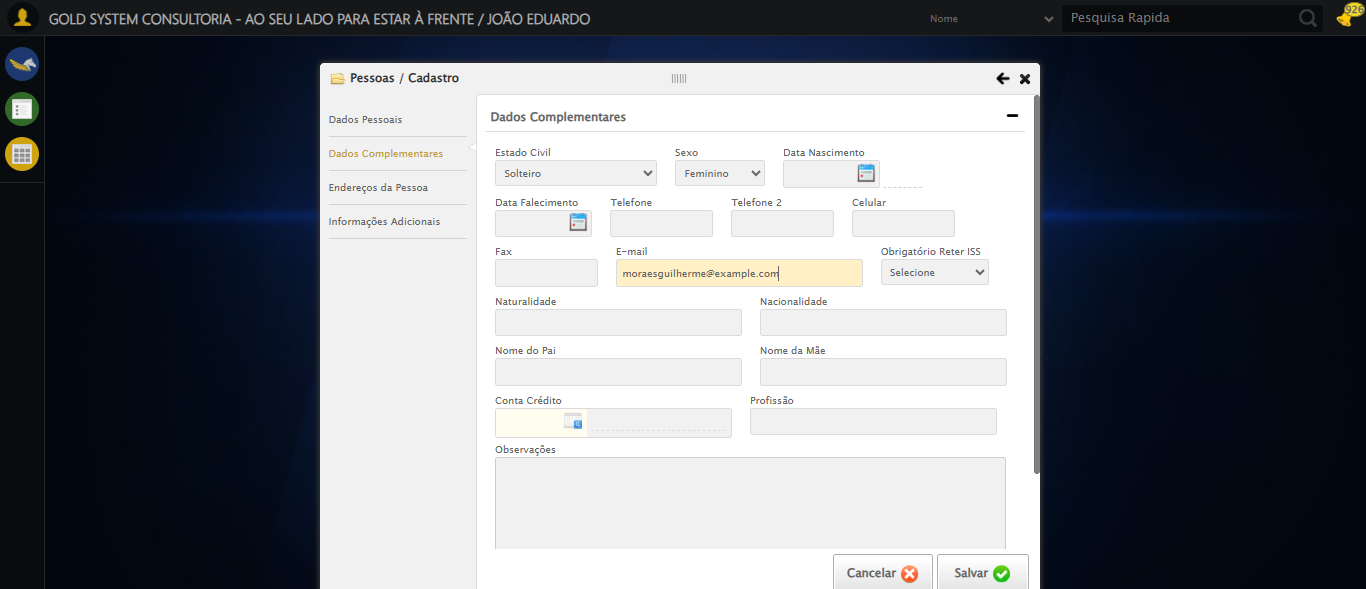 GOLD SYSTEM CONSULTORIA - AO SEU LADO PARA ESTAR À FRENTE / JOÃO EDUARDO
Nome
Pesquisa Rapida
926
Pessoas / Cadastro
Dados Pessoais
Dados Complementares
Endereços da Pessoa
Informações Adicionais
Dados Complementares
Estado Civil
Sexo
Data Nascimento
Solteiro
Feminino
Data Falecimento
Telefone
Telefone 2
Celular
Fax
E-mail
Obrigatório Reter ISS
moraesguilherme@example.com
Selecione
Naturalidade
Nacionalidade
Nome do Pai
Nome da Mãe
Conta Crédito
Profissão
Observações
Cancelar
Salvar